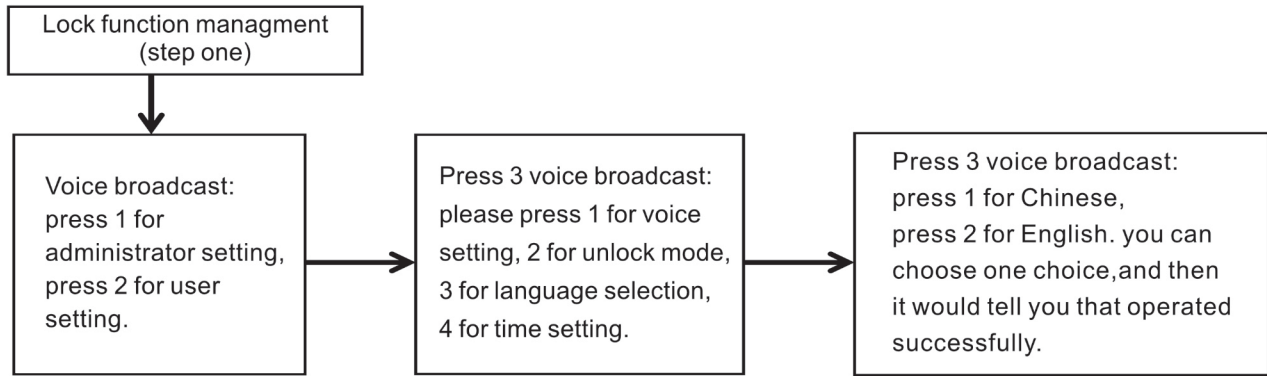 Lock function managment
(step one)
Voice broadcast:
press 1 for
administrator setting,
press 2 for user
setting.
Press 3 voice broadcast:
please press 1 for voice
setting, 2 for unlock mode,
3 for language selection,
4 for time setting.
Press 3 voice broadcast:
press 1 for Chinese,
press 2 for English. you can
choose one choice,and then
it would tell you that operated
successfully.